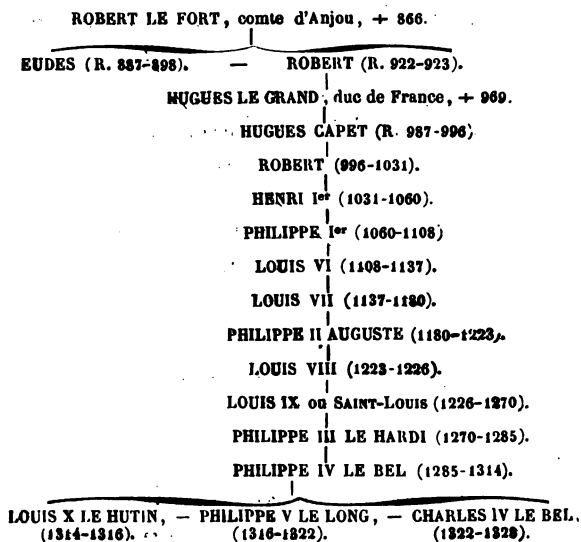 ROBERT LE FORT, comte d'Anjou, + 866.
EUDES (R. 887-898). — ROBERT (R. 922-923).
HUGUES LE GRAND, duc de France, + 969.
HUGUES CAPET (R. 987-996)
ROBERT (996-1031).
HENRI Ier (1031-1060).
PHILIPPE Ier (1060-1108)
LOUIS VI (1108-1137).
LOUIS VII (1137-1180).
PHILIPPE II AUGUSTE (1180-1223).
LOUIS VIII (1223-1226).
LOUIS IX ou SAINT-LOUIS (1226-1270).
PHILIPPE III LE HARDI (1270-1285).
PHILIPPE IV LE BEL (1285-1314).
LOUIS X LE HUTIN, — PHILIPPE V LE LONG, — CHARLES IV LE BEL.
(1314-1316). (1316-1322). (1322-1328).